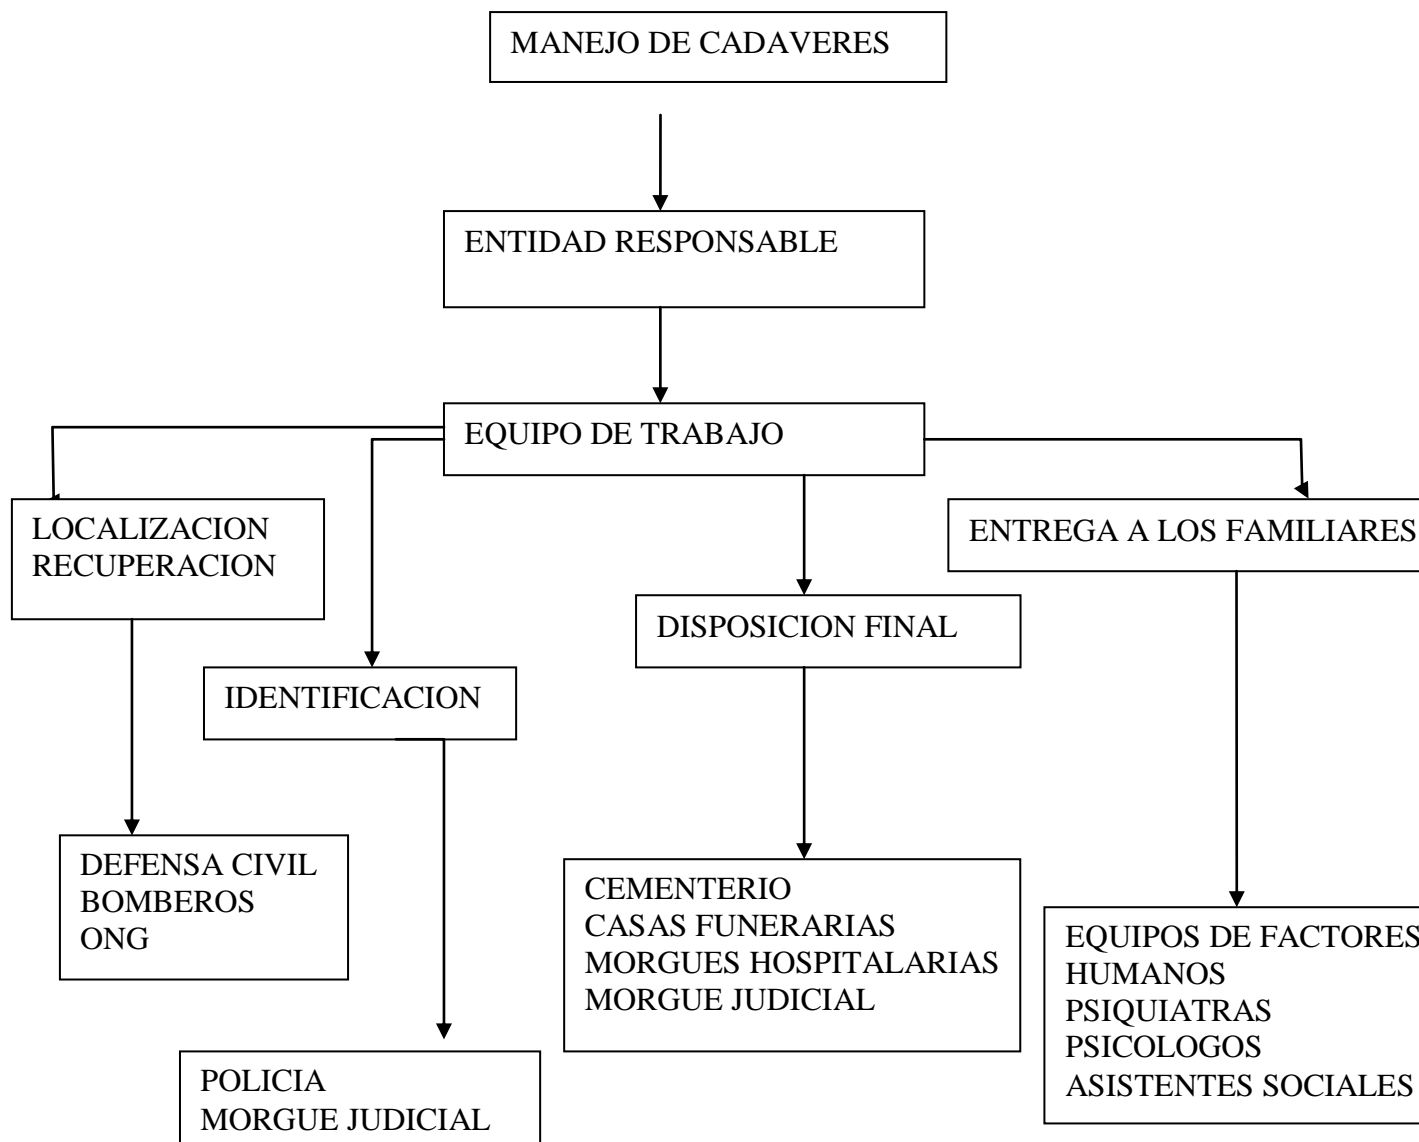 MANEJO DE CADAVERES
ENTIDAD RESPONSABLE
EQUIPO DE TRABAJO
LOCALIZACION
RECUPERACION
ENTREGA A LOS FAMILIARES
DISPOSICION FINAL
IDENTIFICACION
DEFENSA CIVIL
BOMBEROS
ONG
CEMENTERIO
CASAS FUNERARIAS
MORGUES HOSPITALARIAS
MORGUE JUDICIAL
EQUIPOS DE FACTORES
HUMANOS
PSIQUIATRAS
PSICOLOGOS
ASISTENTES SOCIALES
POLICIA
MORGUE JUDICIAL